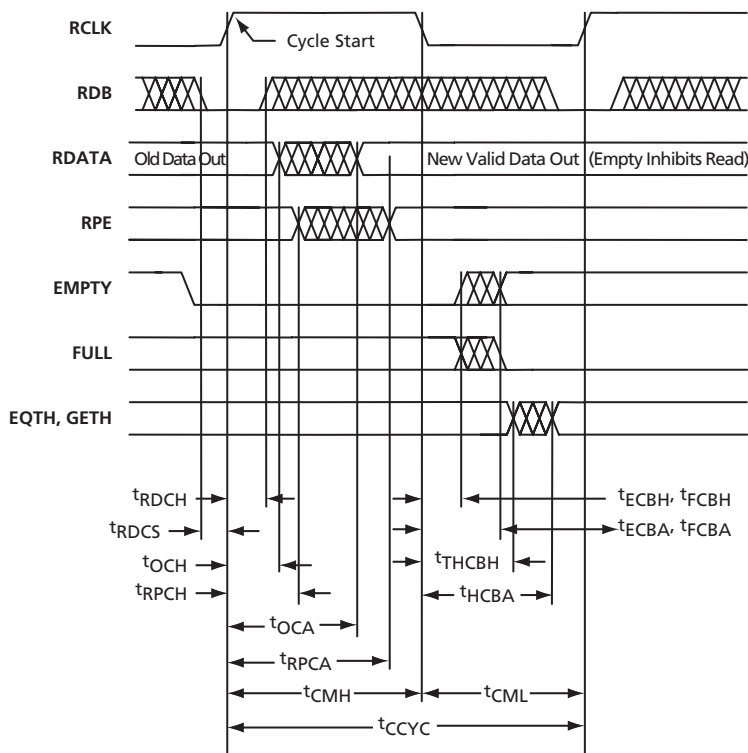 RCLK
Cycle Start
RDB
RDATA
Old Data Out
New Valid Data Out (Empty Inhibits Read)
RPE
EMPTY
FULL
EQTH, GETH
tRDCH
tECBH, tFCBH
tRDCS
tECBA, tFCBA
tOCH
tTHCBH
tRPCH
tHCBA
tOCA
tRPCA
tCMH
tCML
tCCYC